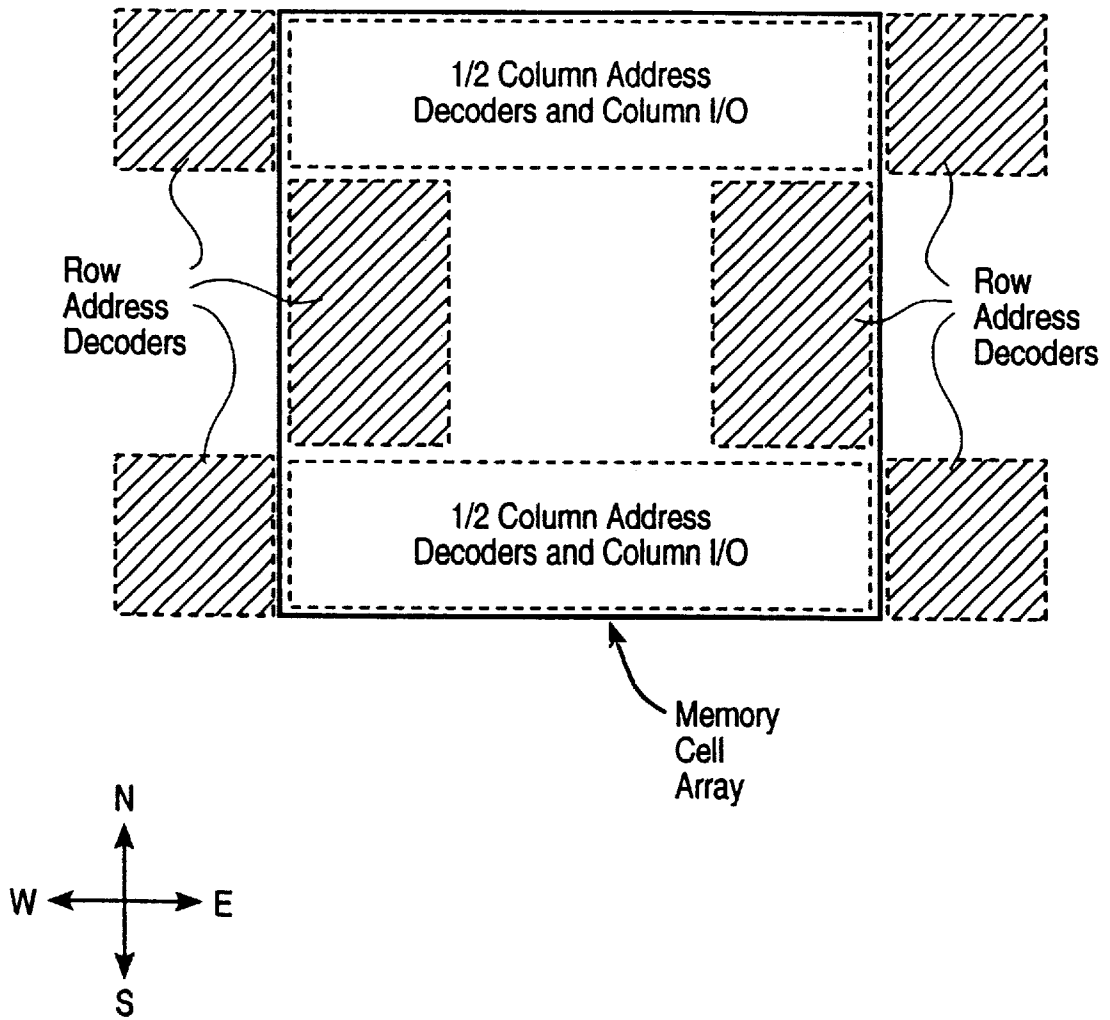 1/2 Column Address
Decoders and Column I/O
Row
Address
Decoders
Row
Address
Decoders
1/2 Column Address
Decoders and Column I/O
Memory
Cell
Array
N
W
E
S